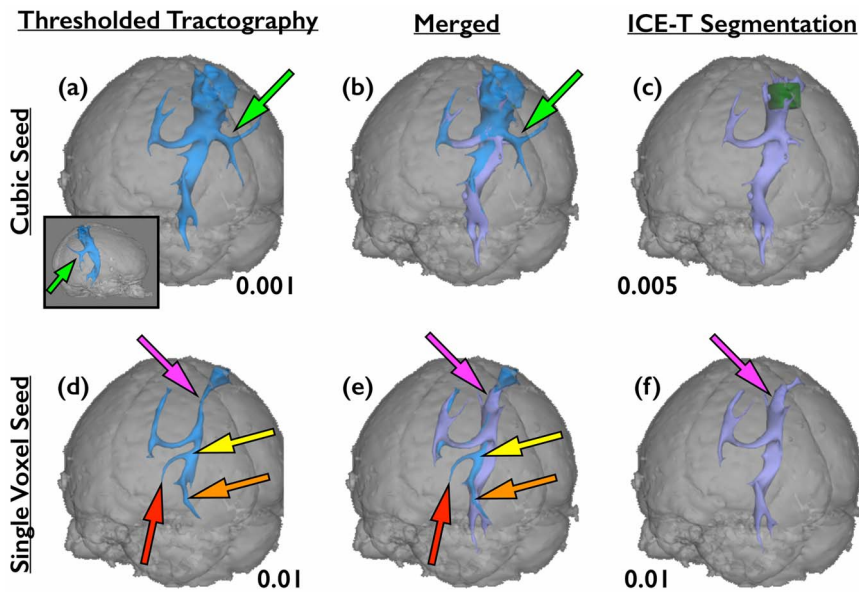 Thresholded Tractography
Merged
ICE-T Segmentation
Cubic Seed
(a)
(b)
(c)
0.001
0.005
Single Voxel Seed
(d)
(e)
(f)
0.01
0.01